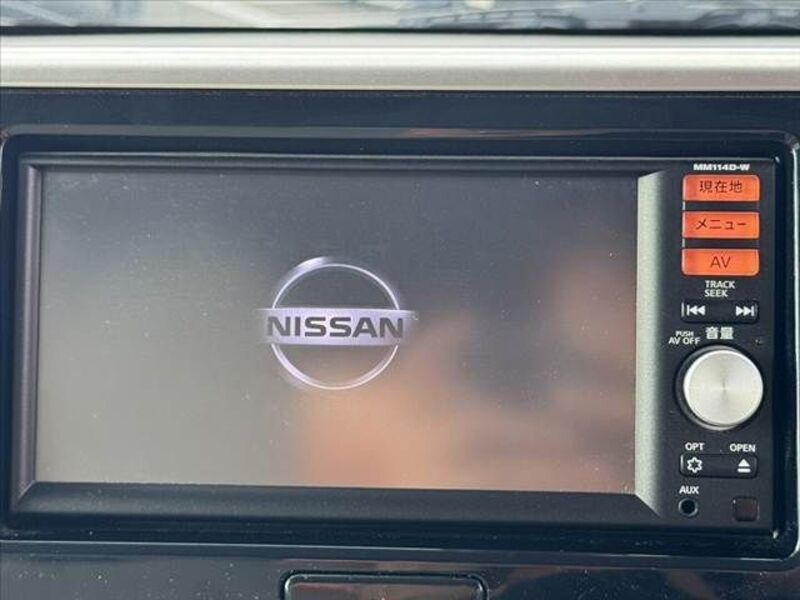 MM114D-W
現在地
メニュー
AV
TRACK
SEEK
PUSH
AV OFF
音量
NISSAN
OPT
OPEN
AUX